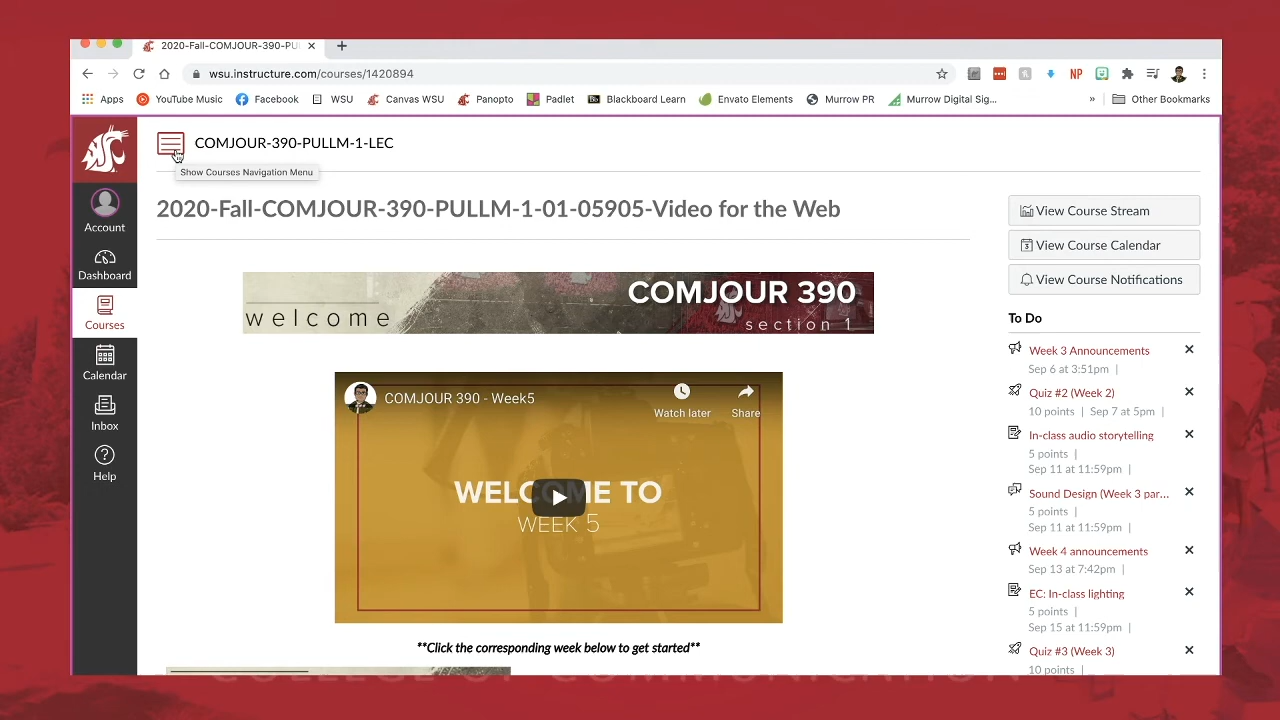 2020-Fall-COMJOUR-390-PU
wsu.instructure.com/courses/1420894
NP
Apps YouTube Music Facebook WSU Canvas WSU Panopto Padlet Blackboard Learn Envato Elements Murrow PR Murrow Digital Sig... » Other Bookmarks
COMJOUR-390-PULLM-1-LEC
Show Courses Navigation Menu
Account
Dashboard
Courses
Calendar
Inbox
Help
2020-Fall-COMJOUR-390-PULLM-1-01-05905-Video for the Web
welcome
COMJOUR 390
section 1
COMJOUR 390 - Week5
Watch later
Share
WELCOME TO
WEEK 5
**Click the corresponding week below to get started**
View Course Stream
View Course Calendar
View Course Notifications
To Do
Week 3 Announcements
Sep 6 at 3:51pm |
Quiz #2 (Week 2)
10 points | Sep 7 at 5pm |
In-class audio storytelling
5 points |
Sep 11 at 11:59pm |
Sound Design (Week 3 par...
5 points |
Sep 11 at 11:59pm |
Week 4 announcements
Sep 13 at 7:42pm |
EC: In-class lighting
5 points |
Sep 15 at 11:59pm |
Quiz #3 (Week 3)
10 points |
COLLEGE OF COMMUNICATION